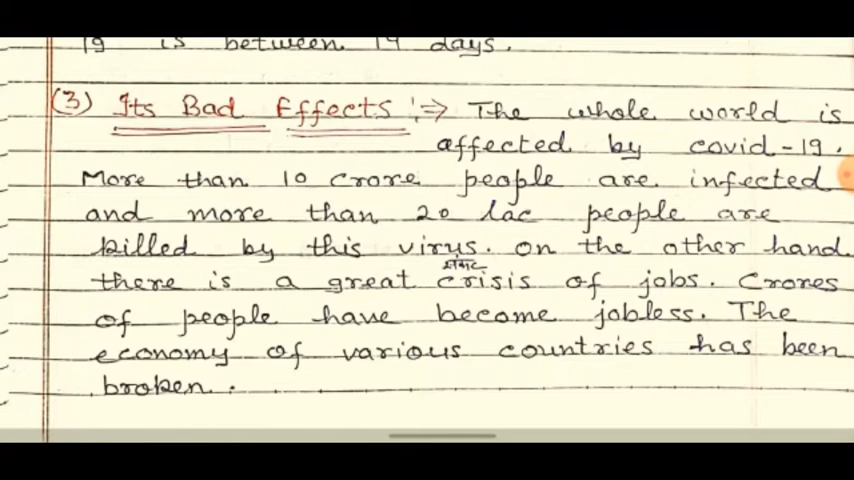 19 is between 14 days.
(3) Its Bad Effects :⇒ The whole world is
affected by covid-19.
More than 10 crore people are infected
and more than 20 lac people are
killed by this virus. on the other hand
संकट
there is a great crisis of jobs. Crores
of people have become jobless. The
economy of various countries has been
broken.